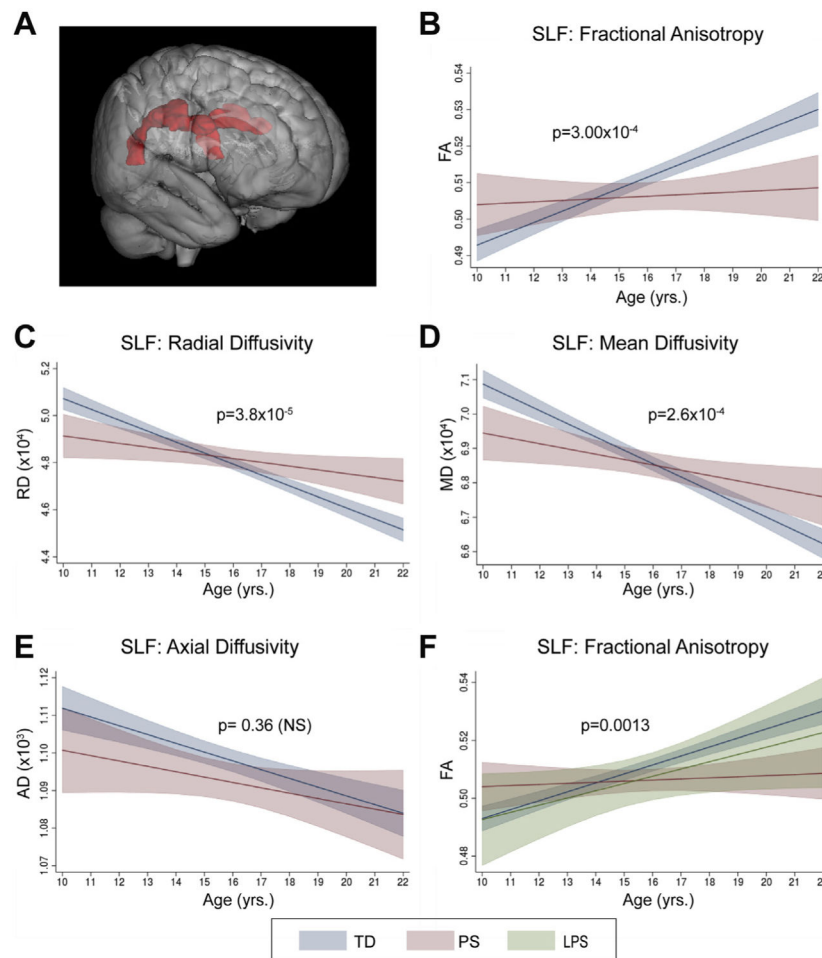 A
B
SLF: Fractional Anisotropy
0.54
0.53
0.52
0.51
0.50
0.49
FA
p=3.00x10-4
10 11 12 13 14 15 16 17 18 19 20 21 22
Age (yrs.)
C
SLF: Radial Diffusivity
5.2
5.0
4.8
4.6
4.4
RD (x10⁴)
p=3.8x10-5
10 11 12 13 14 15 16 17 18 19 20 21 22
Age (yrs.)
D
SLF: Mean Diffusivity
7.1
7.0
6.9
6.8
6.7
6.6
MD (x10⁴)
p=2.6x10-4
10 11 12 13 14 15 16 17 18 19 20 21
Age (yrs.)
E
SLF: Axial Diffusivity
1.12
1.11
1.10
1.09
1.08
1.07
AD (x10³)
p= 0.36 (NS)
10 11 12 13 14 15 16 17 18 19 20 21 22
Age (yrs.)
F
SLF: Fractional Anisotropy
0.54
0.52
0.50
0.48
FA
p=0.0013
10 11 12 13 14 15 16 17 18 19 20 21
Age (yrs.)
TD PS LPS